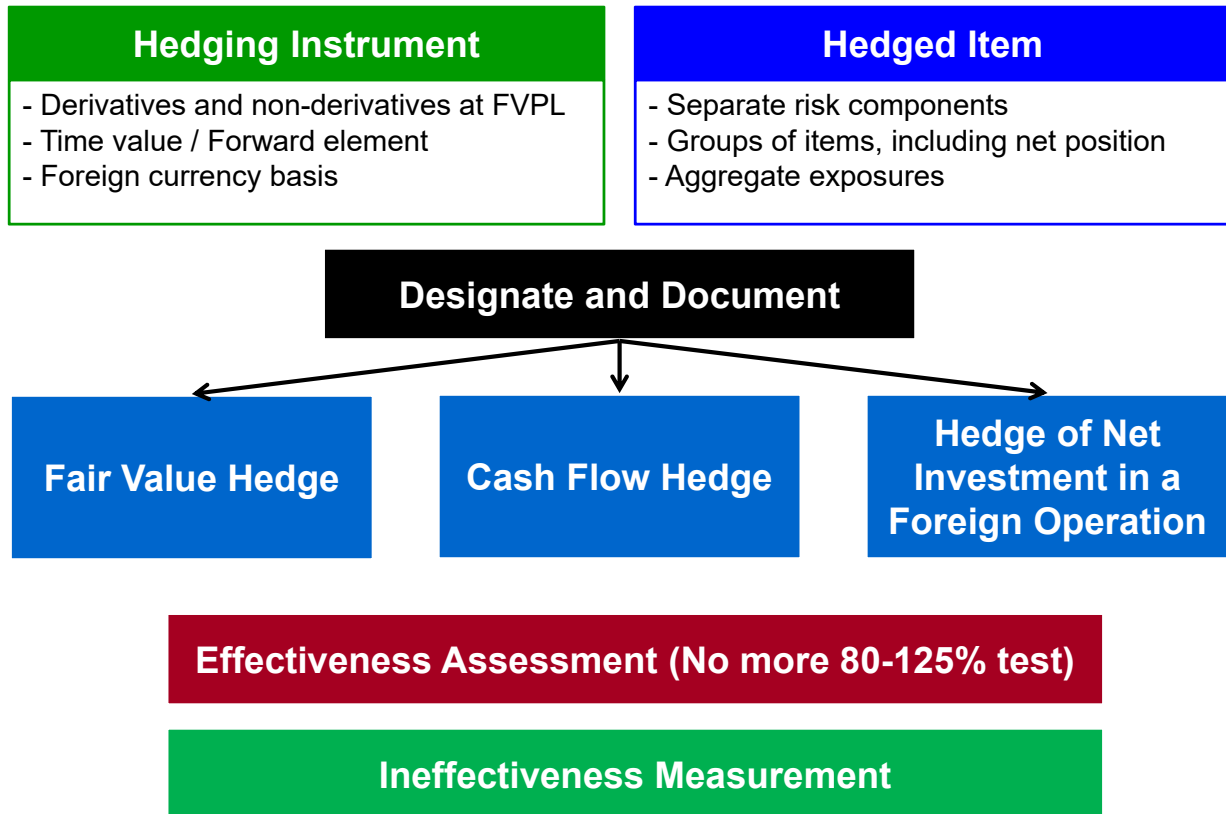 Hedging Instrument
- Derivatives and non-derivatives at FVPL
- Time value / Forward element
- Foreign currency basis
Hedged Item
- Separate risk components
- Groups of items, including net position
- Aggregate exposures
Designate and Document
Fair Value Hedge
Cash Flow Hedge
Hedge of Net
Investment in a
Foreign Operation
Effectiveness Assessment (No more 80-125% test)
Ineffectiveness Measurement